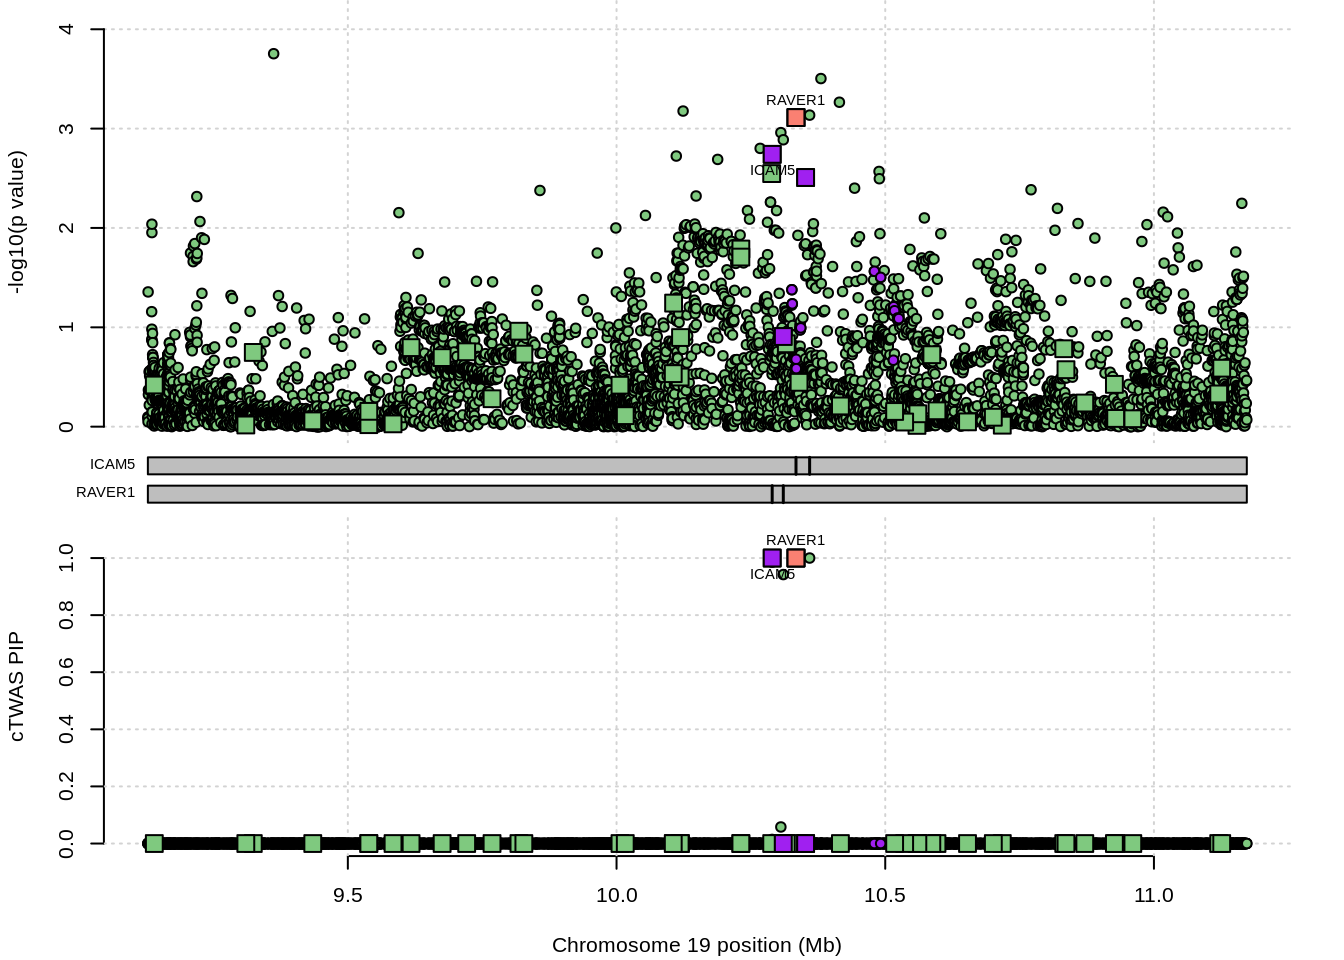 -log10(p value)
4
3
2
1
0
RAVER1
ICAM5
ICAM5
RAVER1
cTWAS PIP
1.0
0.8
0.6
0.4
0.2
0.0
RAVER1
ICAM5
9.5 10.0 10.5 11.0
Chromosome 19 position (Mb)